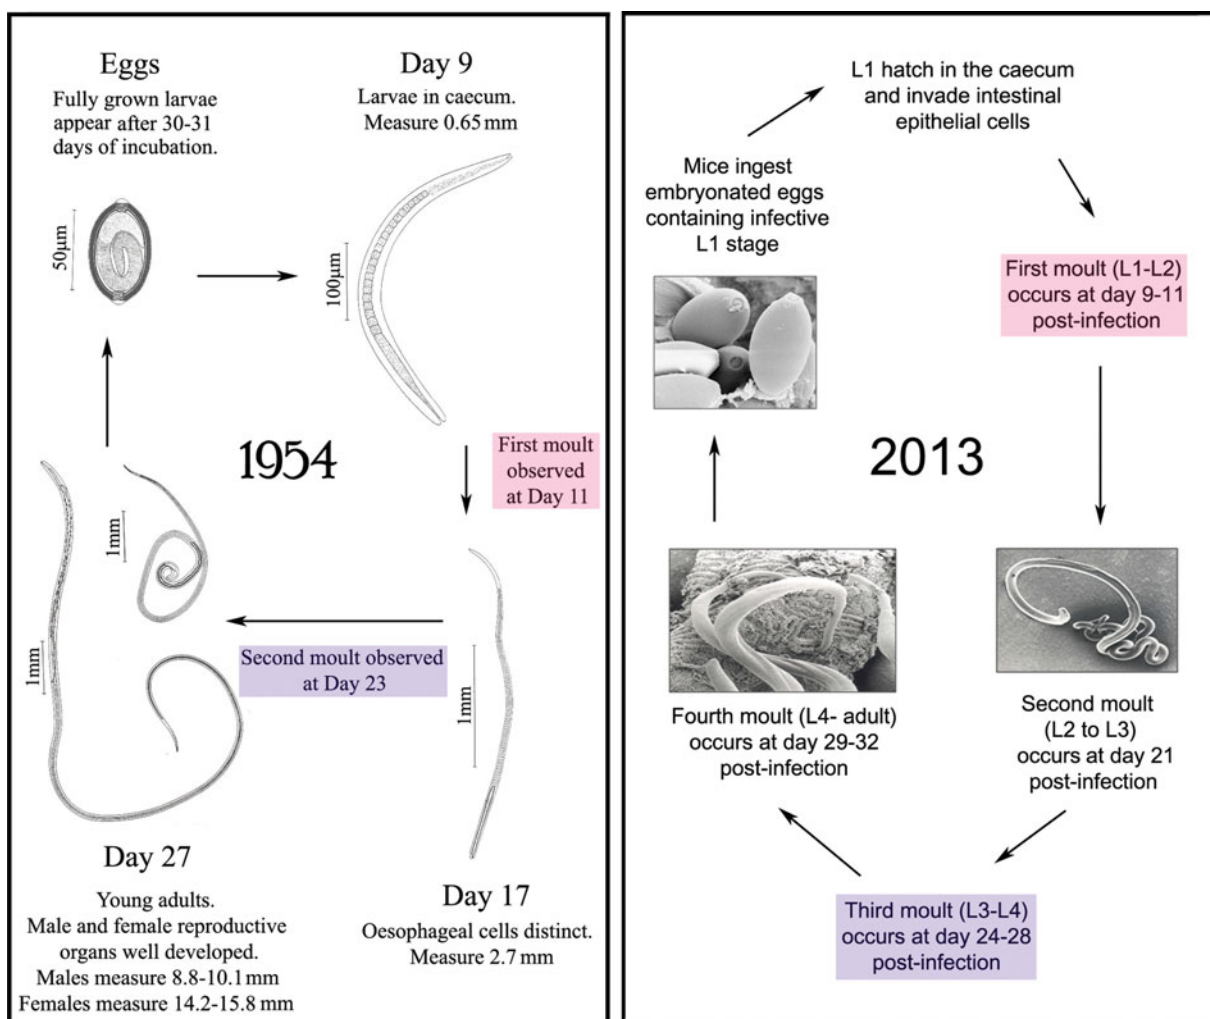 Eggs
Fully grown larvae
appear after 30-31
days of incubation.
50µm
Day 9
Larvae in caecum.
Measure 0.65 mm
100µm
1954
First moult
observed
at Day 11
1mm
1mm
Second moult observed
at Day 23
1mm
Day 27
Young adults.
Male and female reproductive
organs well developed.
Males measure 8.8-10.1 mm
Females measure 14.2-15.8 mm
Day 17
Oesophageal cells distinct.
Measure 2.7 mm
L1 hatch in the caecum
and invade intestinal
epithelial cells
Mice ingest
embryonated eggs
containing infective
L1 stage
First moult (L1-L2)
occurs at day 9-11
post-infection
2013
Second moult
(L2 to L3)
occurs at day 21
post-infection
Fourth moult (L4- adult)
occurs at day 29-32
post-infection
Third moult (L3-L4)
occurs at day 24-28
post-infection